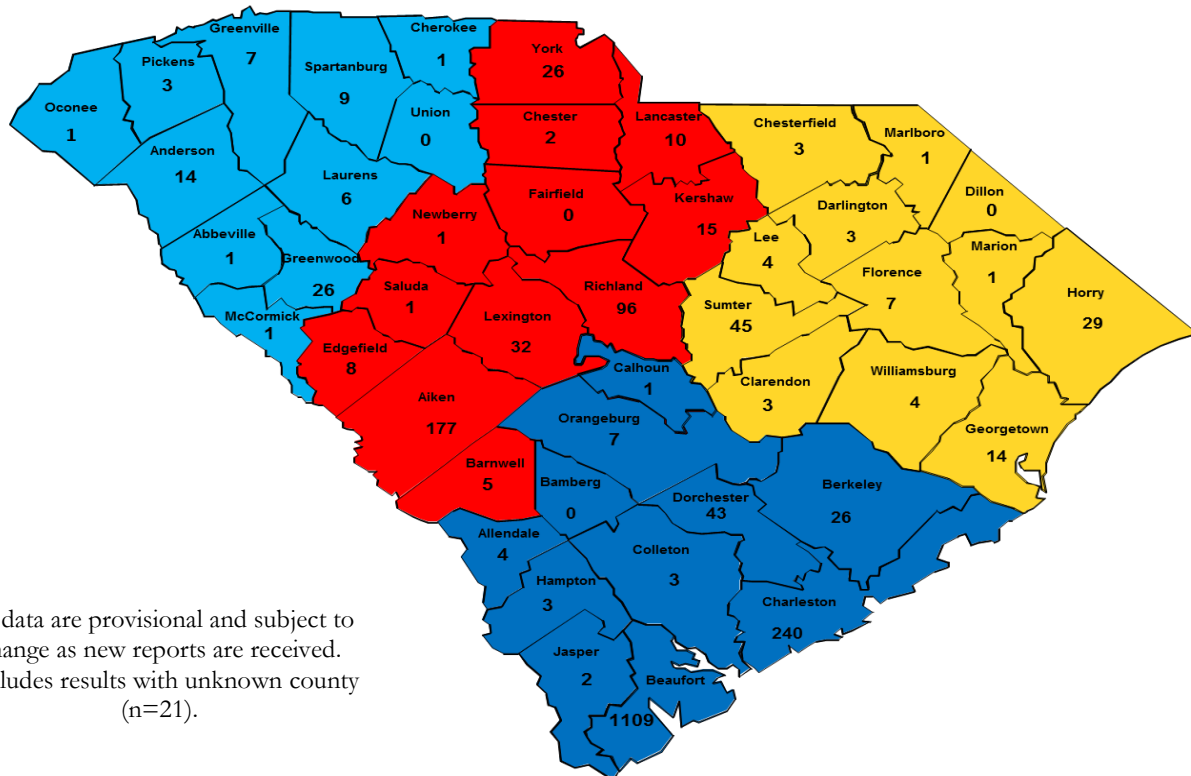 Greenville
7
Cherokee
1
York
26
Pickens
3
Spartanburg
9
Oconee
1
Union
0
Chester
2
Lancaster
10
Chesterfield
3
Marlboro
1
Anderson
14
Laurens
6
Fairfield
0
Kershaw
15
Dillon
0
Newberry
1
Darlington
3
Abbeville
1
Lee
4
Marion
1
Greenwood
26
Florence
7
Saluda
1
Richland
96
Horry
29
McCormick
1
Lexington
32
Sumter
45
Edgefield
8
Calhoun
1
Clarendon
3
Williamsburg
4
Aiken
177
Orangeburg
7
Georgetown
14
Barnwell
5
Bamberg
0
Dorchester
43
Berkeley
26
Allendale
4
Colleton
3
Hampton
3
Charleston
240
Jasper
2
Beaufort
1109
data are provisional and subject to
ange as new reports are received.
ludes results with unknown county
(n=21).